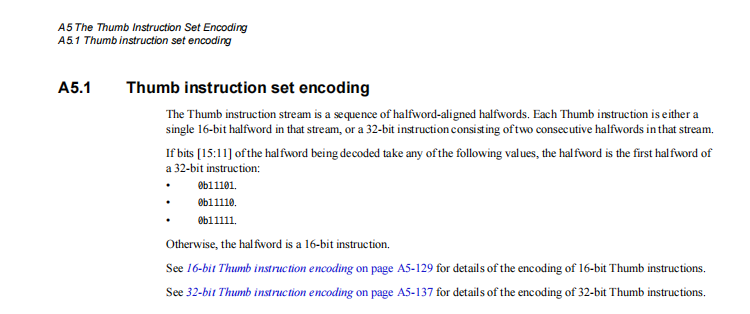 A5 The Thumb Instruction Set Encoding
A5.1 Thumb instruction set encoding
A5.1 Thumb instruction set encoding
The Thumb instruction stream is a sequence of halfword-aligned halfwords. Each Thumb instruction is either a
single 16-bit halfword in that stream, or a 32-bit instruction consisting of two consecutive halfwords in that stream.
If bits [15:11] of the halfword being decoded take any of the following values, the halfword is the first halfword of
a 32-bit instruction:
• 0b11101.
• 0b11110.
• 0b11111.
Otherwise, the halfword is a 16-bit instruction.
See 16-bit Thumb instruction encoding on page A5-129 for details of the encoding of 16-bit Thumb instructions.
See 32-bit Thumb instruction encoding on page A5-137 for details of the encoding of 32-bit Thumb instructions.